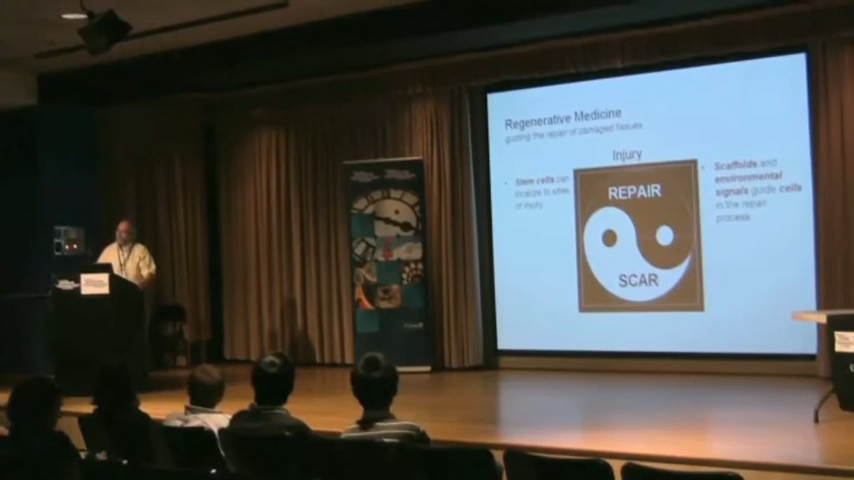 Regenerative Medicine
guiding the repair of damaged tissues
Injury
Stem cells can
localize to sites
of injury
REPAIR
SCAR
Scaffolds and
environmental
signals guide cells
in the repair
process